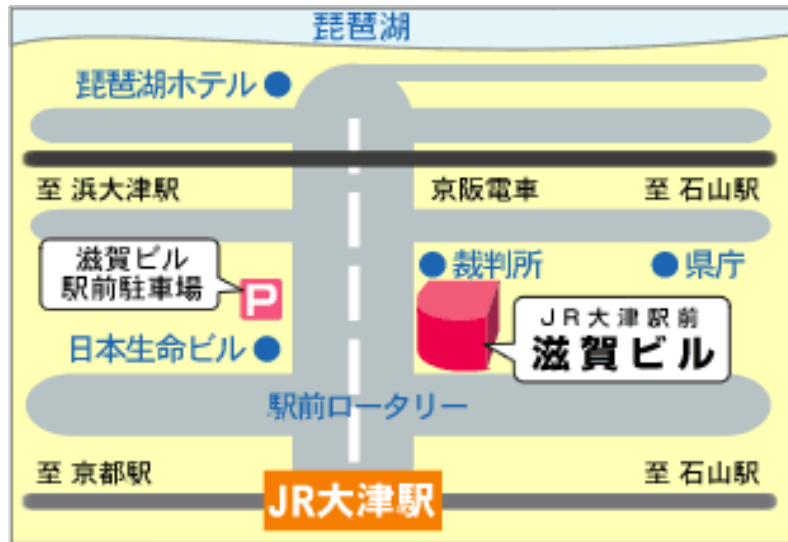 琵琶湖
琵琶湖ホテル
至 浜大津駅
京阪電車
至 石山駅
滋賀ビル
駅前駐車場
P
裁判所
県庁
JR大津駅前
滋賀ビル
日本生命ビル
駅前ロータリー
至 京都駅
至 石山駅
JR大津駅